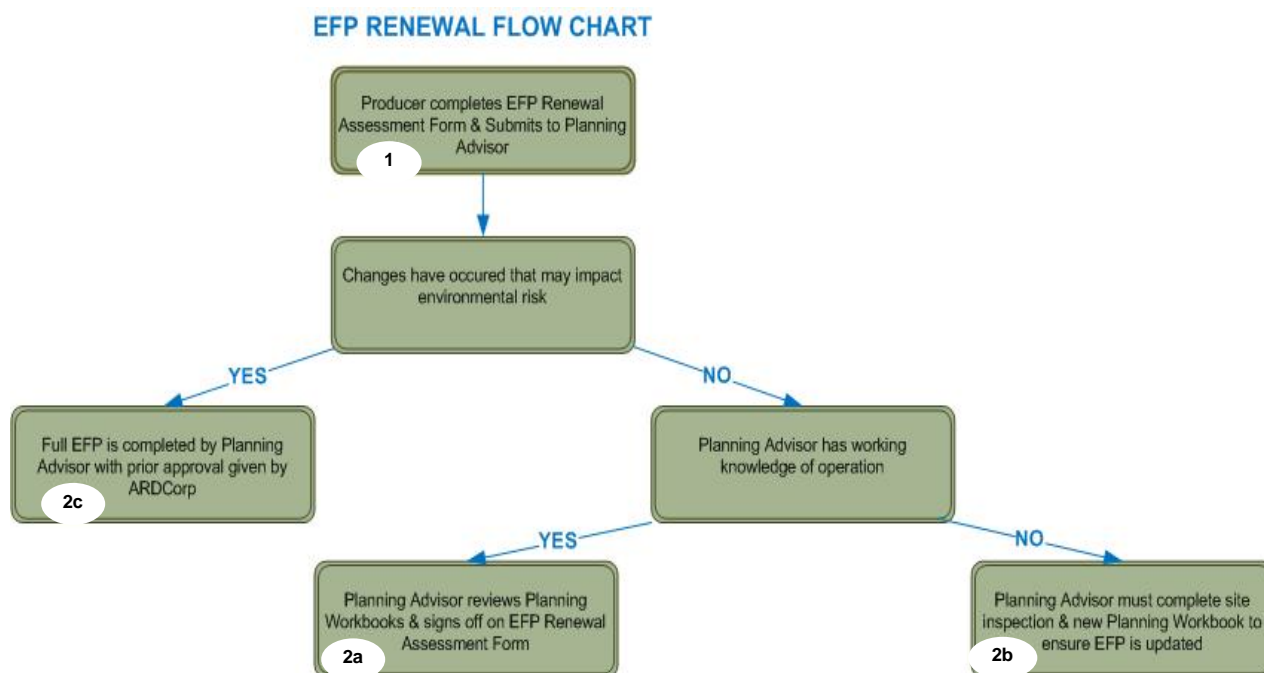 EFP RENEWAL FLOW CHART
Producer completes EFP Renewal
Assessment Form & Submits to Planning
Advisor
1
Changes have occured that may impact
environmental risk
YES
NO
Full EFP is completed by Planning
Advisor with prior approval given by
ARDCorp
2c
Planning Advisor has working
knowledge of operation
YES
NO
Planning Advisor reviews Planning
Workbooks & signs off on EFP Renewal
Assessment Form
2a
Planning Advisor must complete site
inspection & new Planning Workbook to
ensure EFP is updated
2b